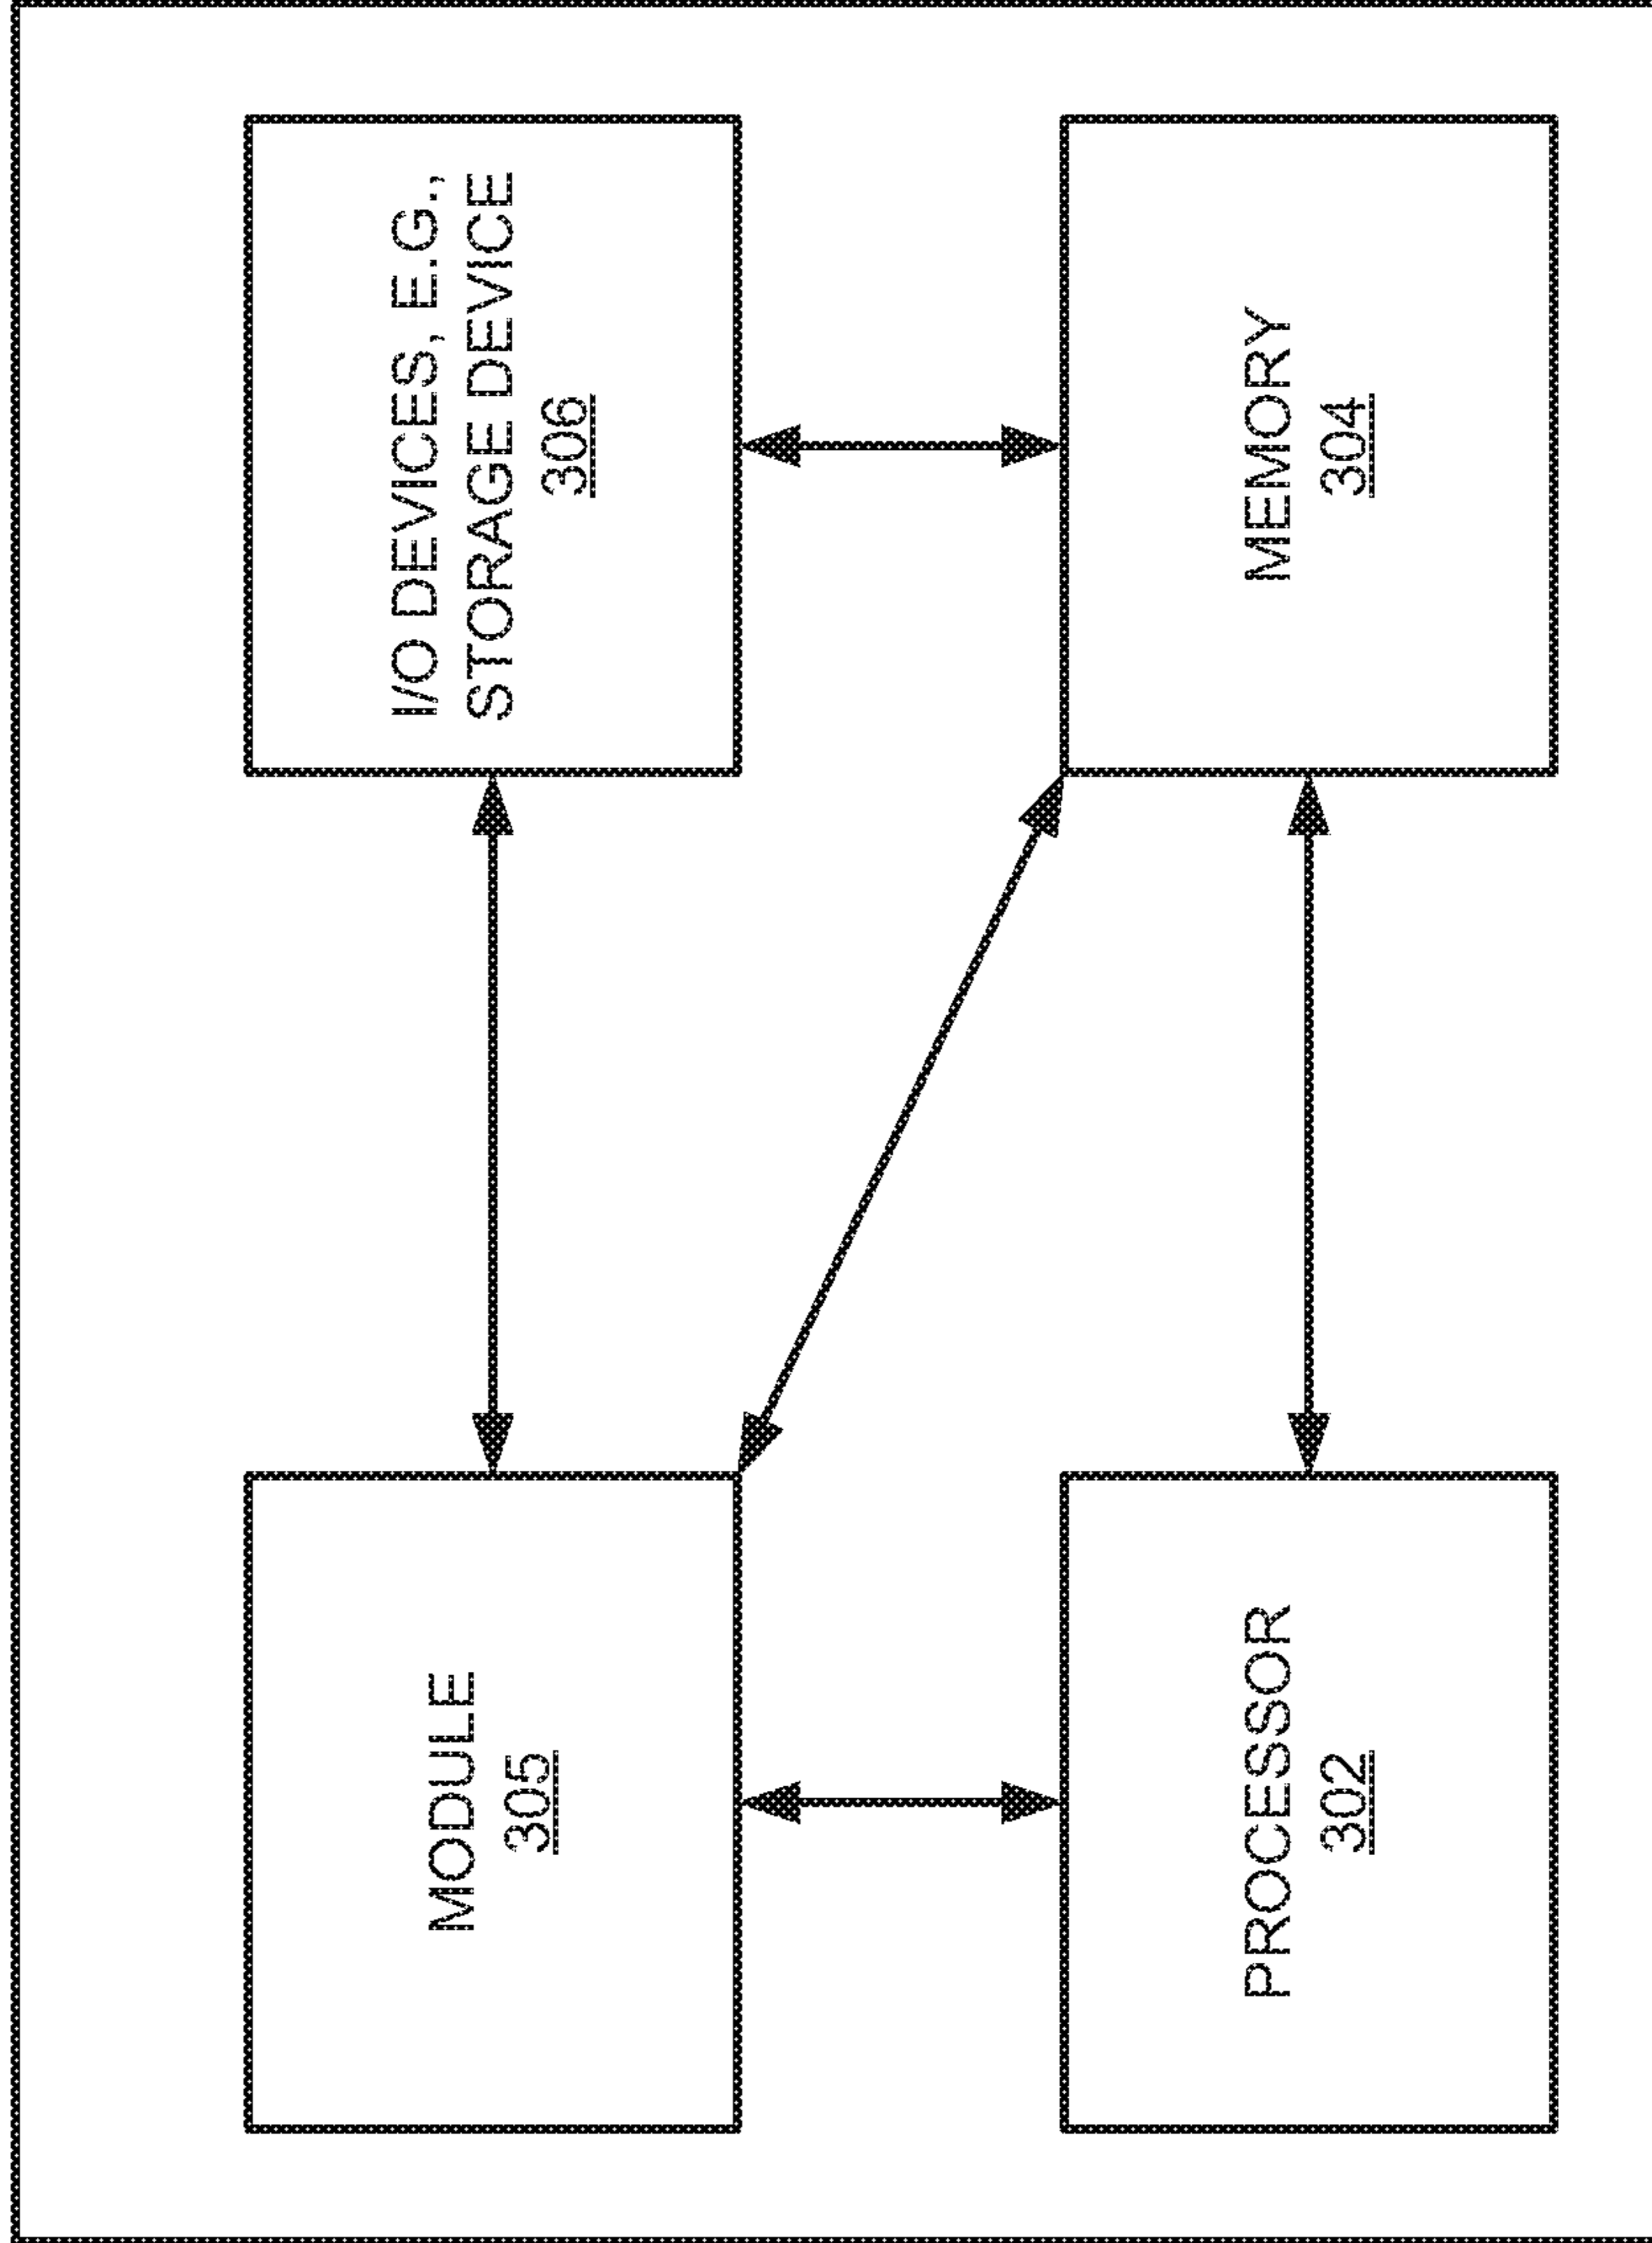 MODULE
305
I/O DEVICES, E.G.,
STORAGE DEVICE
306
PROCESSOR
302
MEMORY
304